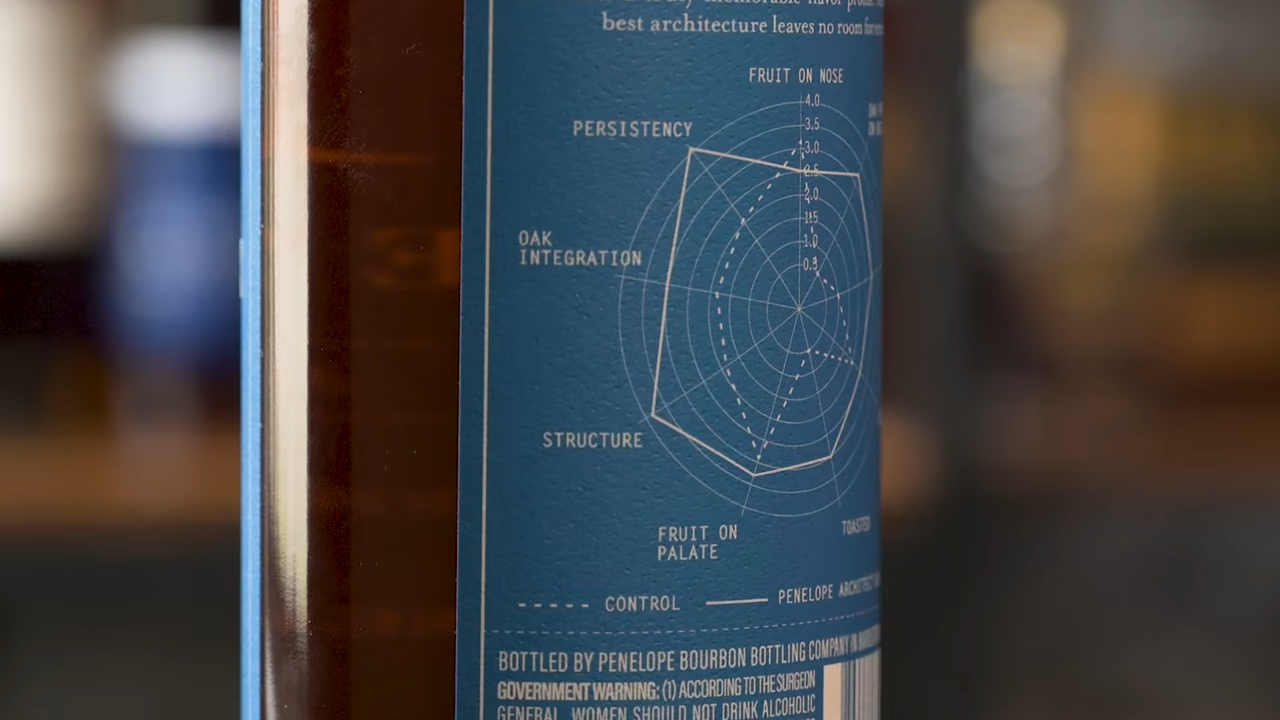 memorable flavor
best architecture leaves no room for
FRUIT ON NOSE
4.0
PERSISTENCY
3.5
3.0
2.5
2.0
1.5
OAK
INTEGRATION
1.0
0.5
STRUCTURE
FRUIT ON
PALATE
TOASTED
CONTROL
PENELOPE
BOTTLED BY PENELOPE BOURBON BOTTLING COMPANY IN
GOVERNMENT WARNING: (1) ACCORDING TO THE SURGEON
GENERAL, WOMEN SHOULD NOT DRINK ALCOHOLIC